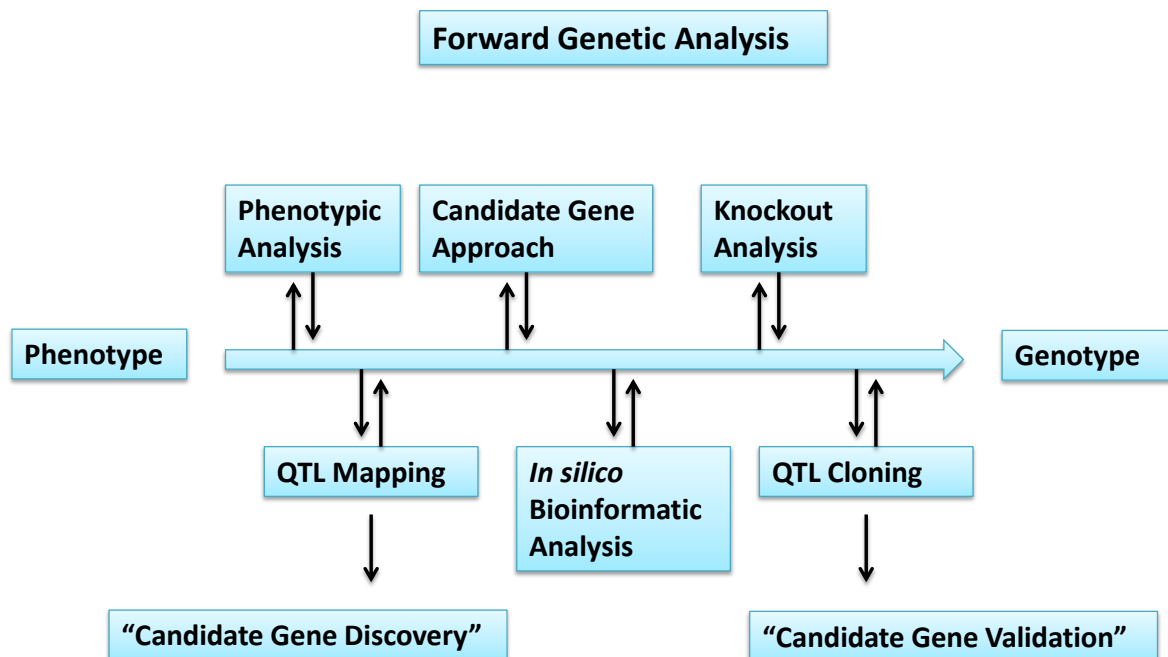 Forward Genetic Analysis
Phenotypic
Analysis
Candidate Gene
Approach
Knockout
Analysis
Phenotype
Genotype
QTL Mapping
In silico
Bioinformatic
Analysis
QTL Cloning
“Candidate Gene Discovery”
“Candidate Gene Validation”